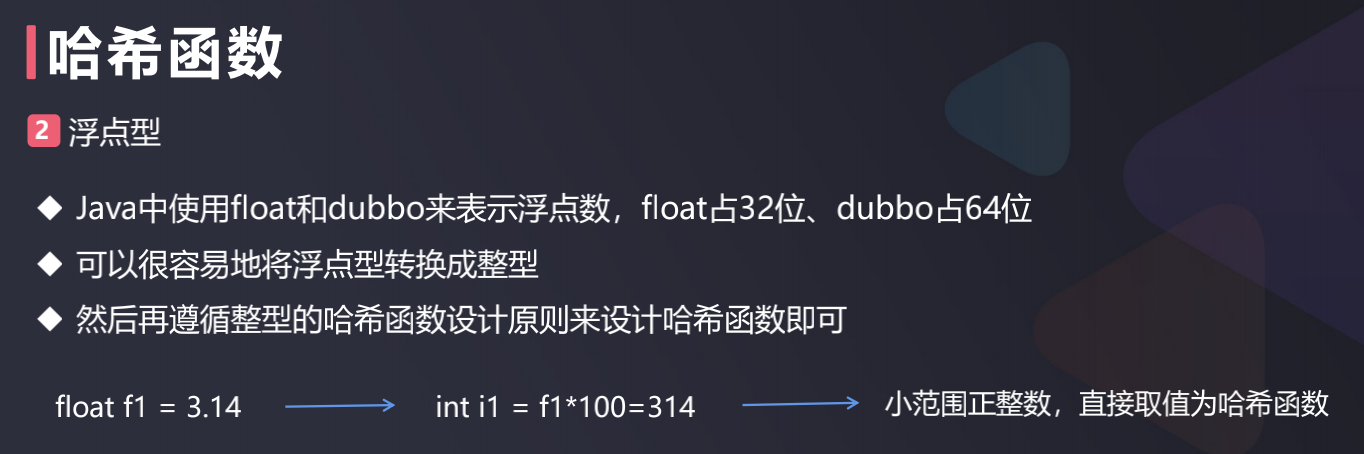 哈希函数
2 浮点型
◆ Java中使用float和dubbo来表示浮点数，float占32位、dubbo占64位
◆ 可以很容易地将浮点型转换成整型
◆ 然后再遵循整型的哈希函数设计原则来设计哈希函数即可
float f1 = 3.14 → int i1 = f1*100=314 → 小范围正整数，直接取值为哈希函数